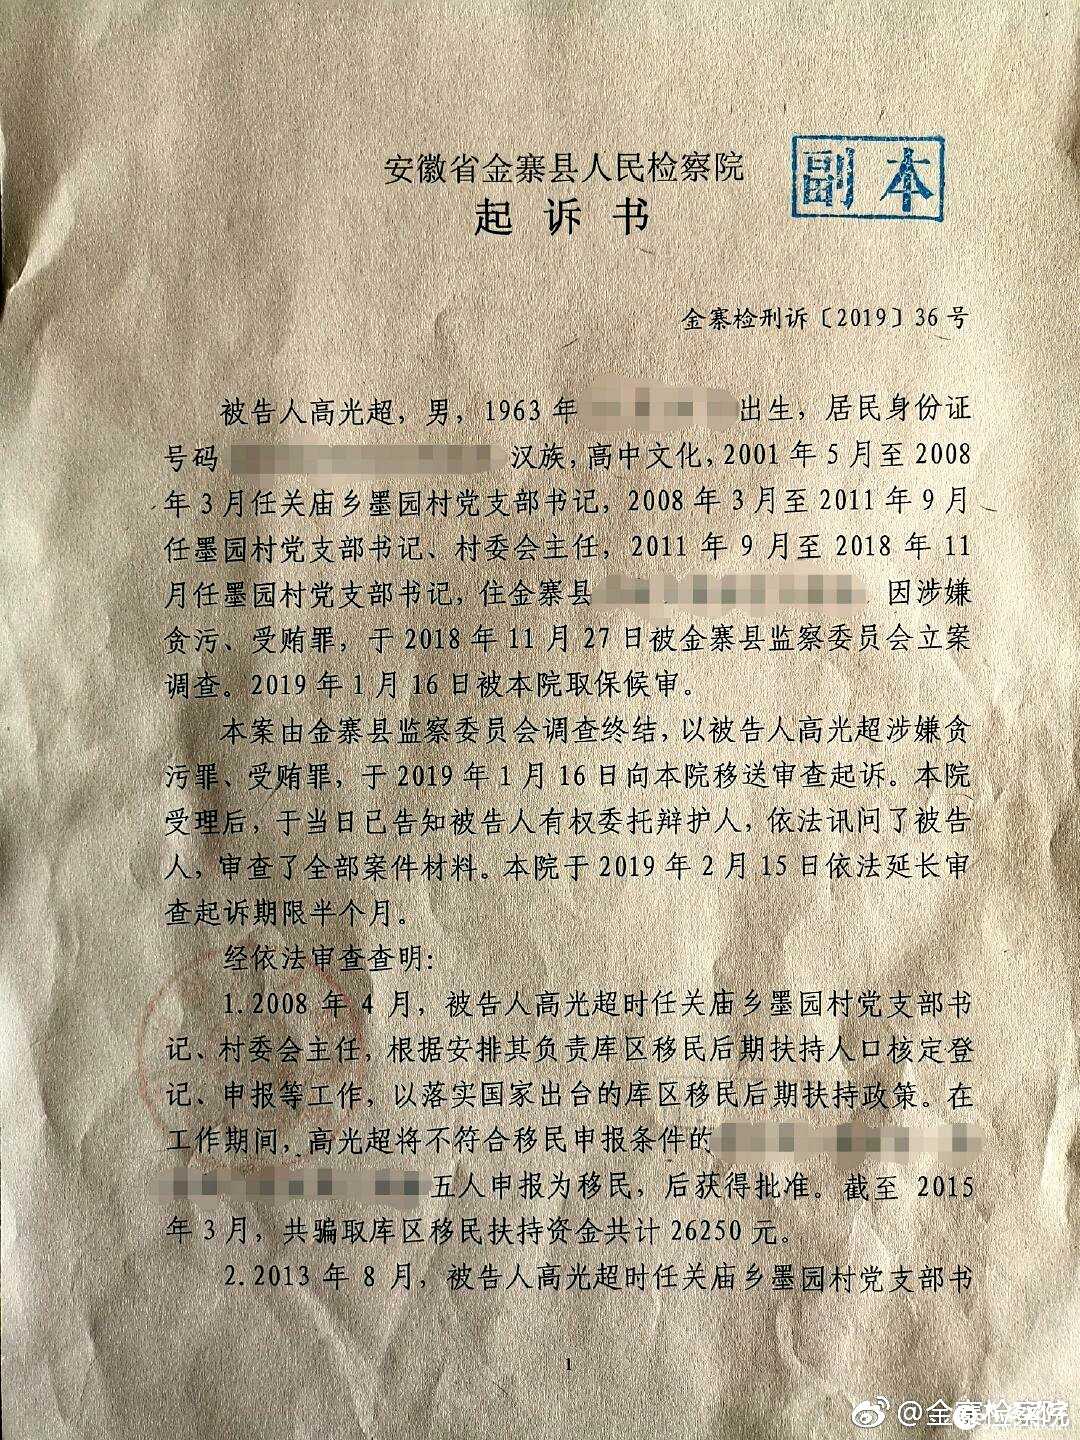 安徽省金寨县人民检察院
副本
起诉书
金寨检刑诉〔2019〕36号
被告人高光超，男，1963年 出生，居民身份证
号码 汉族，高中文化，2001年5月至2008
年3月任关庙乡墨园村党支部书记，2008年3月至2011年9月
任墨园村党支部书记、村委会主任，2011年9月至2018年11
月任墨园村党支部书记，住金寨县 因涉嫌
贪污、受贿罪，于2018年11月27日被金寨县监察委员会立案
调查。2019年1月16日被本院取保候审。
本案由金寨县监察委员会调查终结，以被告人高光超涉嫌贪
污罪、受贿罪，于2019年1月16日向本院移送审查起诉。本院
受理后，于当日已告知被告人有权委托辩护人，依法讯问了被告
人，审查了全部案件材料。本院于2019年2月15日依法延长审
查起诉期限半个月。
经依法审查查明：
1.2008年4月，被告人高光超时任关庙乡墨园村党支部书
记、村委会主任，根据安排其负责库区移民后期扶持人口核定登
记、申报等工作，以落实国家出台的库区移民后期扶持政策。在
工作期间，高光超将不符合移民申报条件的
五人申报为移民，后获得批准。截至2015
年3月，共骗取库区移民扶持资金共计26250元。
2.2013年8月，被告人高光超时任关庙乡墨园村党支部书
1
@金寨检察院